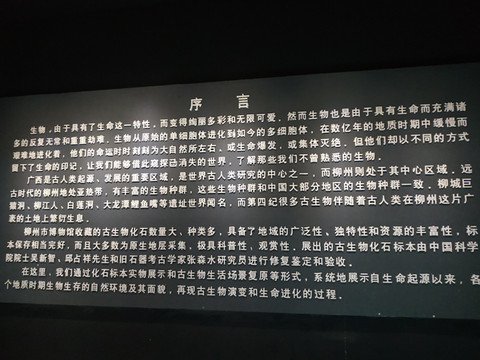 序 言
生物，由于具有了生命这一特性，而变得绚丽多彩和无限可爱。然而生物也是由于具有生命而充满诸
多的反复无常和重重劫难。生物从原始的单细胞体进化到如今的多细胞体，在数亿年的地质时期中缓慢而
艰难地进化着，他们的命运时时刻刻为大自然所左右。或生命爆发，或集体灭绝。但他们却以不同的方式
留下了生命的印记，让我们能够借此窥探已消失的世界，了解那些我们不曾熟悉的生物。
广西是古人类起源、发展的重要区域，是世界古人类研究的中心之一，而柳州则处于其中心区域。远
古时代的柳州地处亚热带，有丰富的生物种群，这些生物种群和中国大部分地区的生物种群一致。柳城巨
猿洞、柳江人、白莲洞、大龙潭鲤鱼嘴等遗址世界闻名，而第四纪很多古生物伴随着古人类在柳州这片广
袤的土地上繁衍生息。
柳州市博物馆收藏的古生物化石数量大、种类多，具备了地域的广泛性、独特性和资源的丰富性，标
本保存相当完好，而且大多数为原生地层采集，极具科普性、观赏性。展出的古生物化石标本由中国科学
院院士吴新智、邱占祥先生和旧石器考古学家张森水研究员进行修复鉴定和验收。
在这里，我们通过化石标本实物展示和古生物生活场景复原等形式，系统地展示自生命起源以来，各
个地质时期生物生存的自然环境及其面貌，再现古生物演变和生命进化的过程。